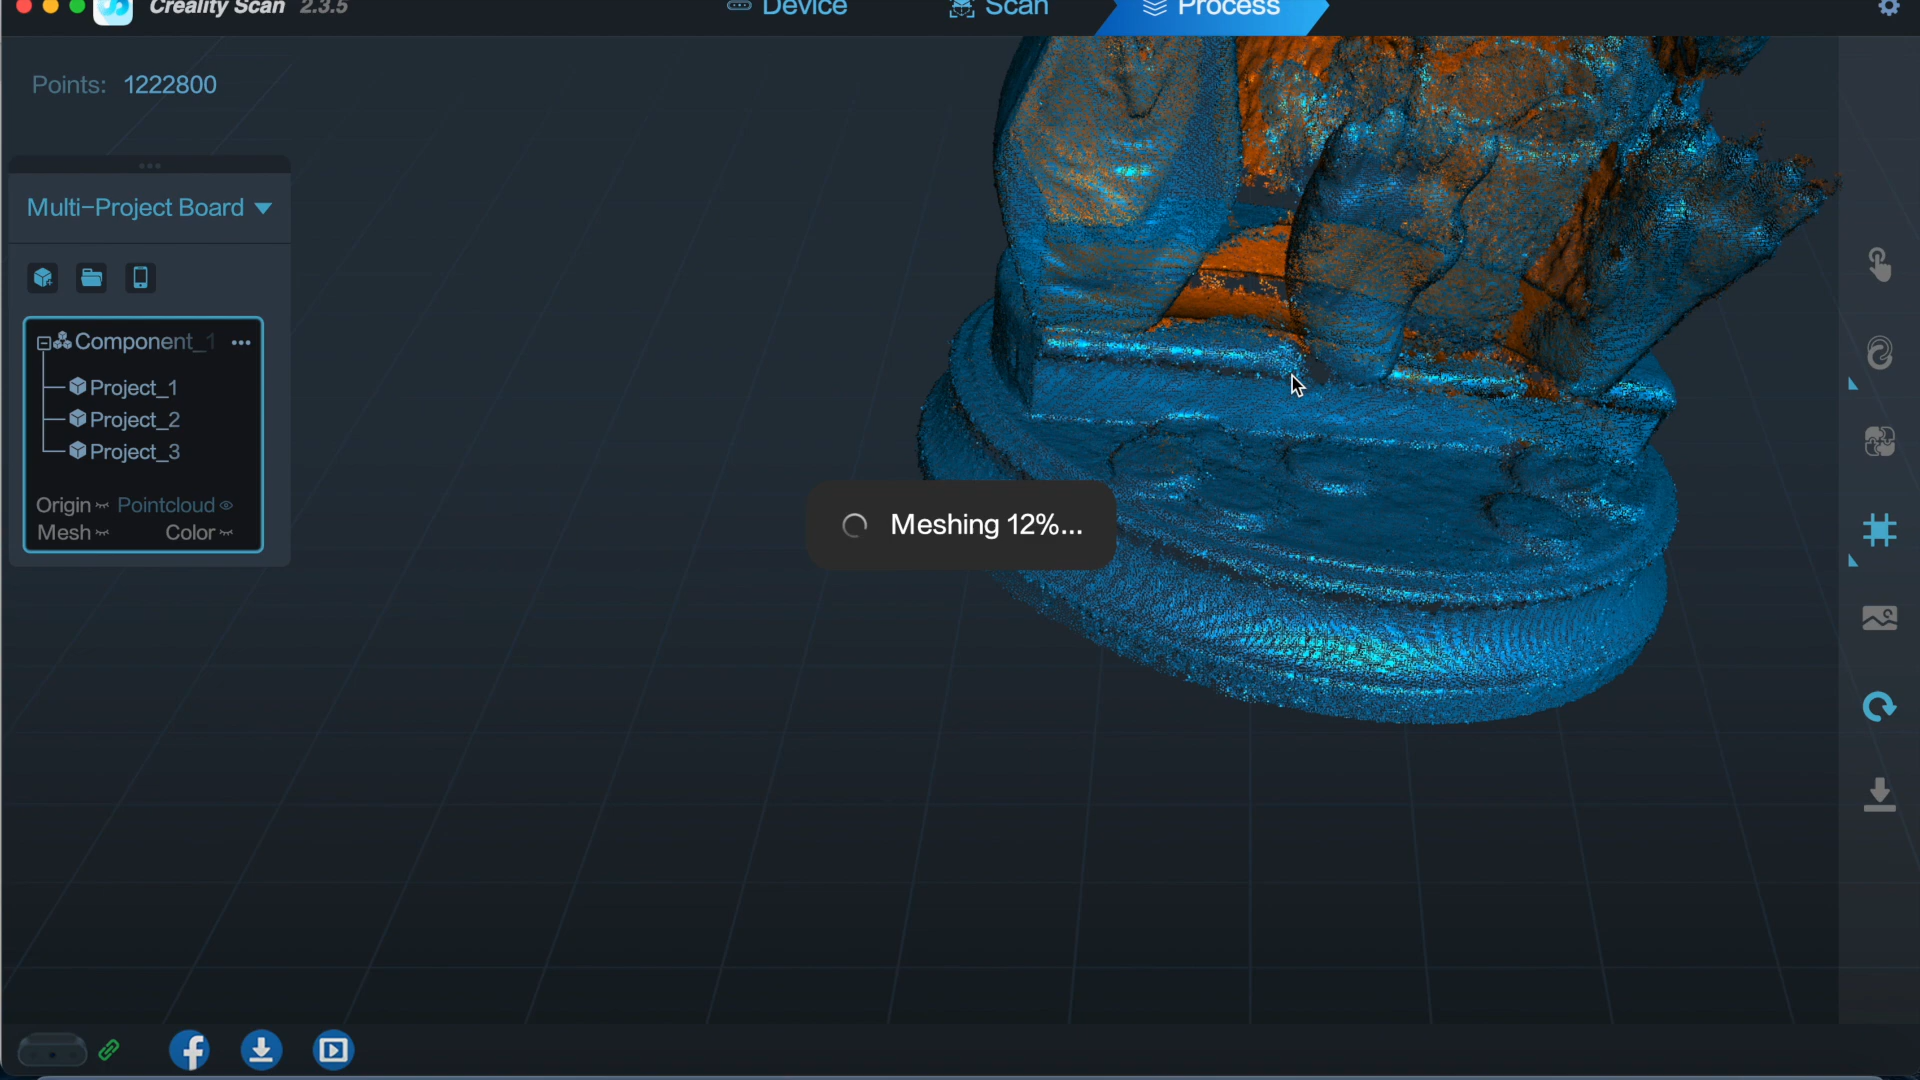 Creality Scan 2.3.5
Device
Scan
Process
Points: 1222800
Multi-Project Board
Component_1
Project_1
Project_2
Project_3
Origin Pointcloud
Mesh Color
Meshing 12%...